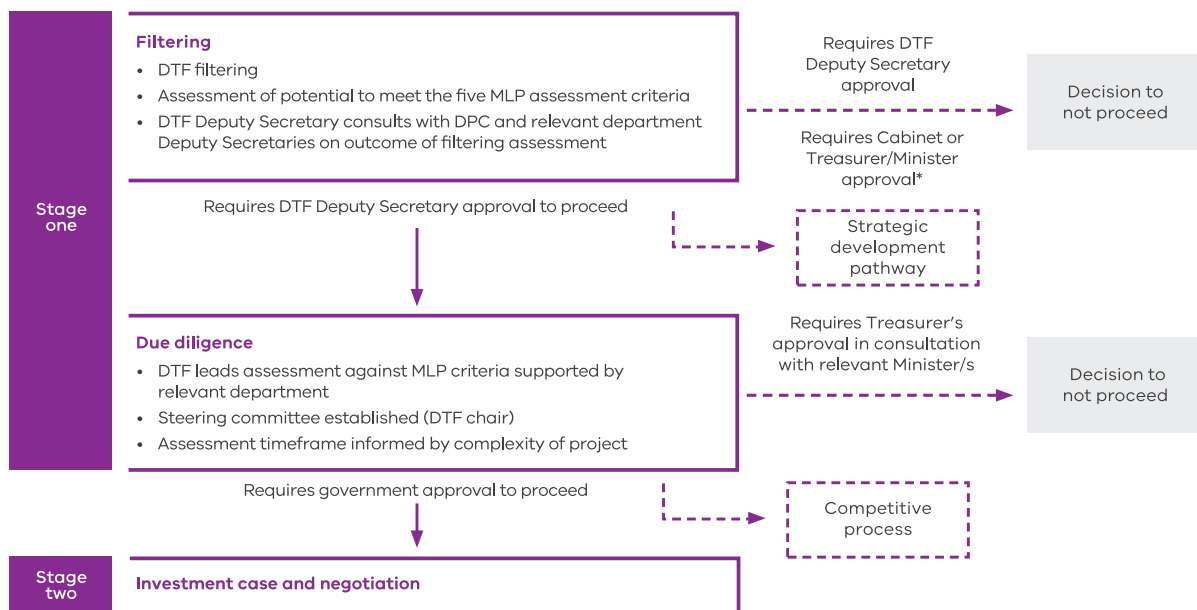 Stage
one
Filtering
• DTF filtering
• Assessment of potential to meet the five MLP assessment criteria
• DTF Deputy Secretary consults with DPC and relevant department
Deputy Secretaries on outcome of filtering assessment
Requires DTF
Deputy Secretary
approval
Decision to
not proceed
Requires Cabinet or
Treasurer/Minister
approval*
Requires DTF Deputy Secretary approval to proceed
Strategic
development
pathway
Due diligence
• DTF leads assessment against MLP criteria supported by
relevant department
• Steering committee established (DTF chair)
• Assessment timeframe informed by complexity of project
Requires Treasurer's
approval in consultation
with relevant Minister/s
Decision to
not proceed
Requires government approval to proceed
Competitive
process
Stage
two
Investment case and negotiation